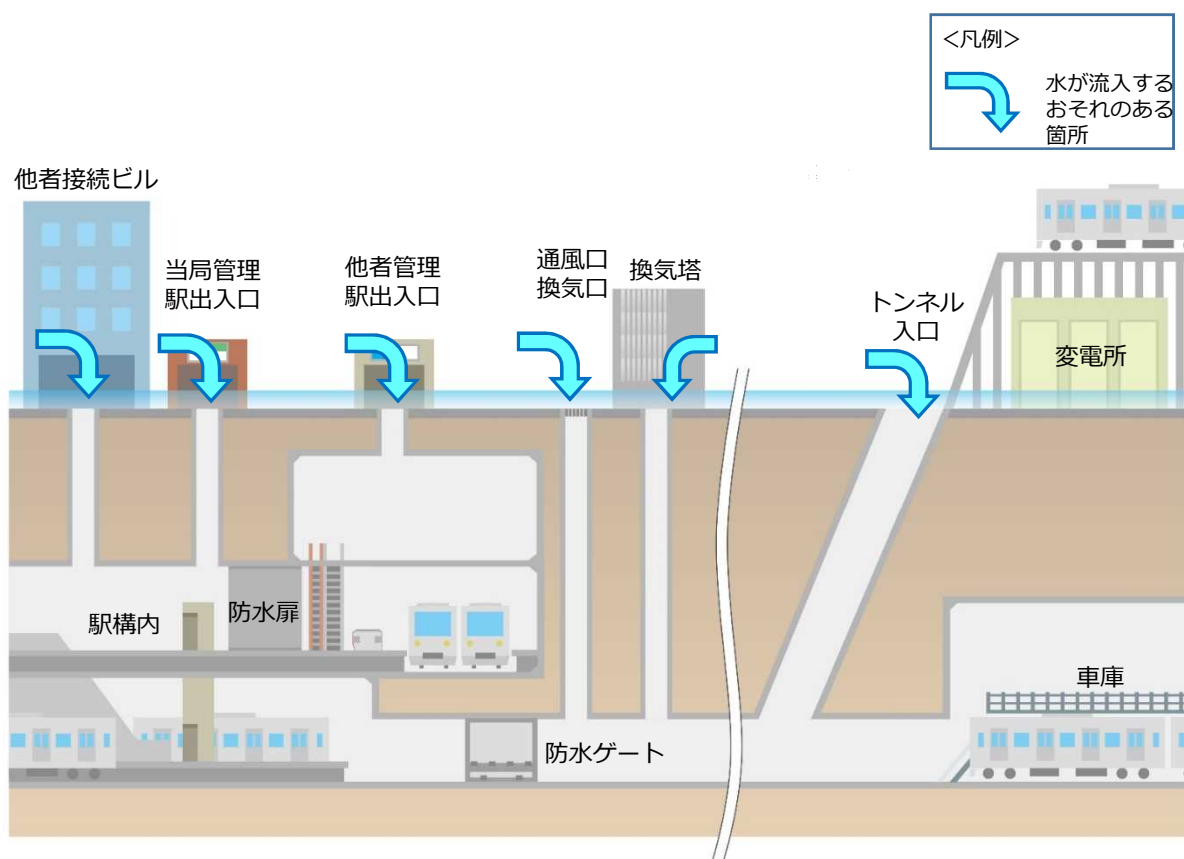 <凡例>
水が流入する
おそれのある
箇所
他者接続ビル
当局管理
駅出入口
他者管理
駅出入口
通風口
換気口
換気塔
トンネル
入口
変電所
駅構内
防水扉
防水ゲート
車庫